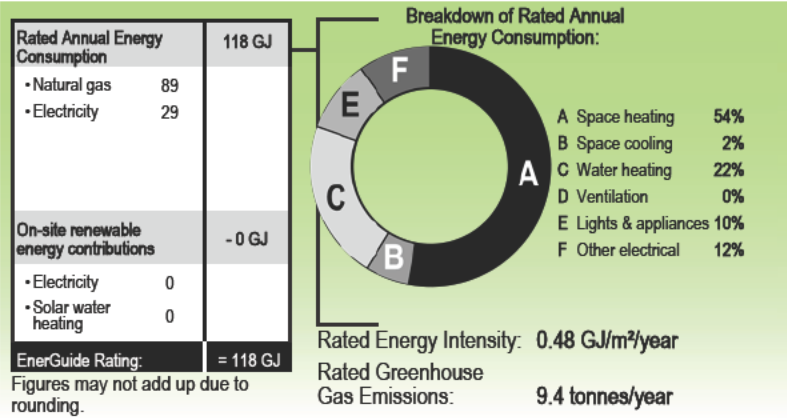 Rated Annual Energy
Consumption
118 GJ
• Natural gas 89
• Electricity 29
On-site renewable
energy contributions
- 0 GJ
• Electricity 0
• Solar water
heating 0
EnerGuide Rating: = 118 GJ
Figures may not add up due to
rounding.
Breakdown of Rated Annual
Energy Consumption:
F
E
C
B
A
A Space heating 54%
B Space cooling 2%
C Water heating 22%
D Ventilation 0%
E Lights & appliances 10%
F Other electrical 12%
Rated Energy Intensity: 0.48 GJ/m²/year
Rated Greenhouse
Gas Emissions: 9.4 tonnes/year